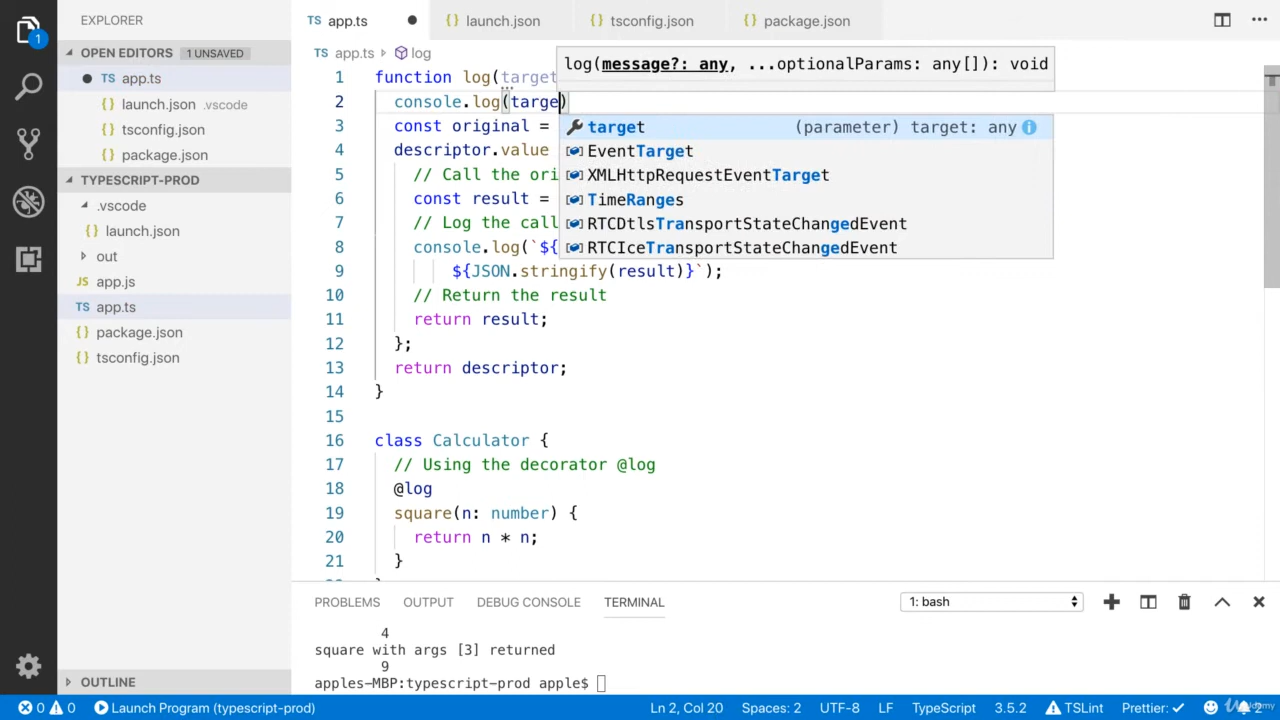 EXPLORER
OPEN EDITORS 1 UNSAVED
app.ts
launch.json .vscode
tsconfig.json
package.json
TYPESCRIPT-PROD
.vscode
launch.json
out
JS app.js
TS app.ts
package.json
tsconfig.json
OUTLINE
TS app.ts
launch.json
tsconfig.json
package.json
TS app.ts log
log(message?: any, ...optionalParams: any[]): void
1 function log(target
2 console.log(targe)
target (parameter) target: any
EventTarget
XMLHttpRequestEventTarget
TimeRanges
RTCDtlsTransportStateChangedEvent
RTCIceTransportStateChangedEvent
3 const original =
4 descriptor.value
5 // Call the ori
6 const result =
7 // Log the call
8 console.log(`${
9 ${JSON.stringify(result)}`);
10 // Return the result
11 return result;
12 };
13 return descriptor;
14 }
15
16 class Calculator {
17 // Using the decorator @log
18 @log
19 square(n: number) {
20 return n * n;
21 }
PROBLEMS OUTPUT DEBUG CONSOLE TERMINAL 1: bash
4
square with args [3] returned
9
apples-MBP:typescript-prod apple$
0 0 Launch Program (typescript-prod) Ln 2, Col 20 Spaces: 2 UTF-8 LF TypeScript 3.5.2 TSLint Prettier: 2
Udemy